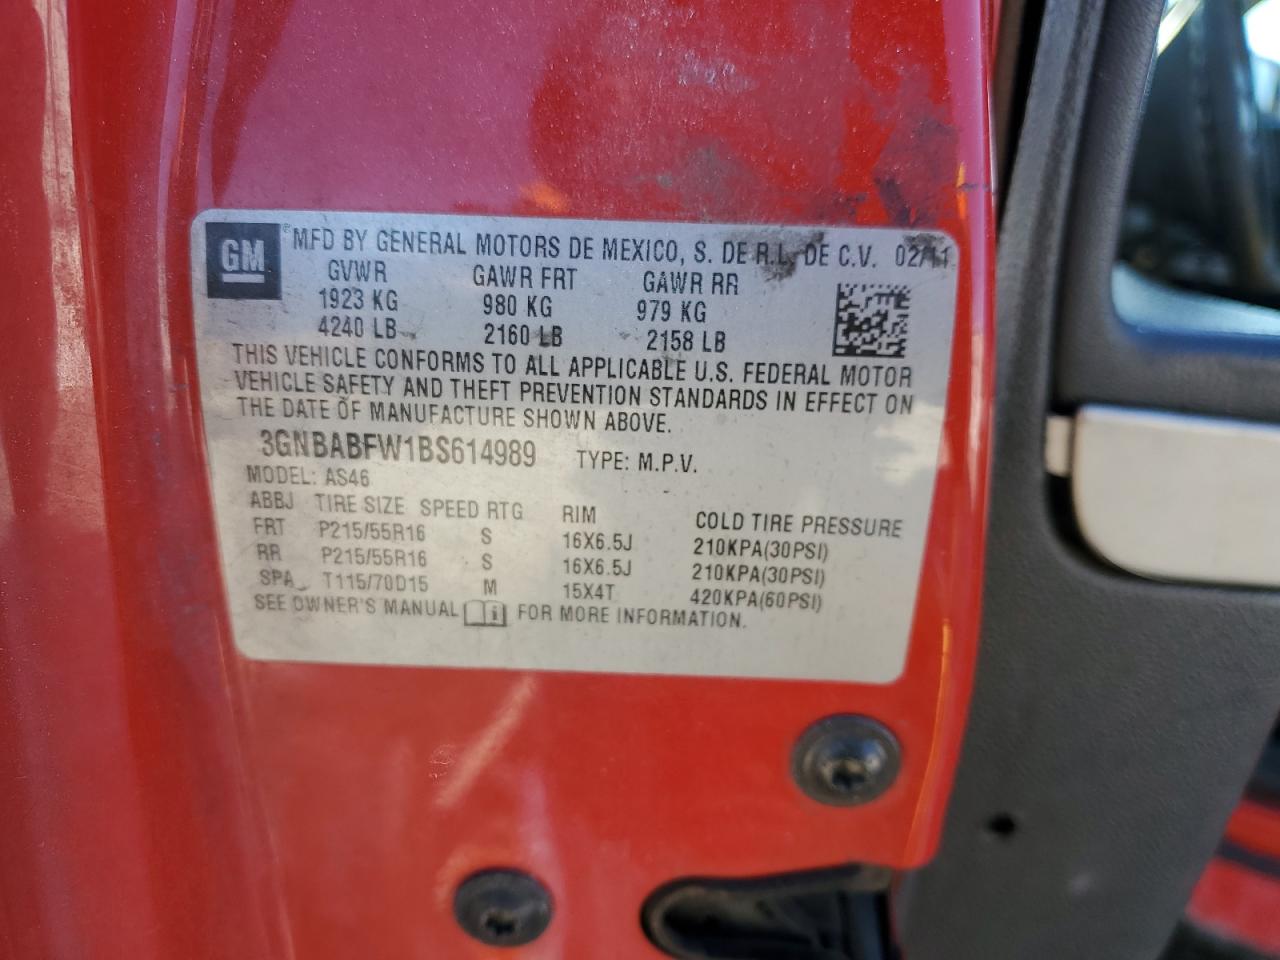 GM ® MFD BY GENERAL MOTORS DE MEXICO, S. DE R.L. DE C.V. 02/11
GVWR GAWR FRT GAWR RR
1923 KG 980 KG 979 KG
4240 LB 2160 LB 2158 LB
THIS VEHICLE CONFORMS TO ALL APPLICABLE U.S. FEDERAL MOTOR
VEHICLE SAFETY AND THEFT PREVENTION STANDARDS IN EFFECT ON
THE DATE OF MANUFACTURE SHOWN ABOVE.
3GNBABFW1BS614989 TYPE: M.P.V.
MODEL: AS46
ABBJ TIRE SIZE SPEED RTG RIM COLD TIRE PRESSURE
FRT P215/55R16 S 16X6.5J 210KPA(30PSI)
RR P215/55R16 S 16X6.5J 210KPA(30PSI)
SPA T115/70D15 M 15X4T 420KPA(60PSI)
SEE OWNER'S MANUAL i FOR MORE INFORMATION.